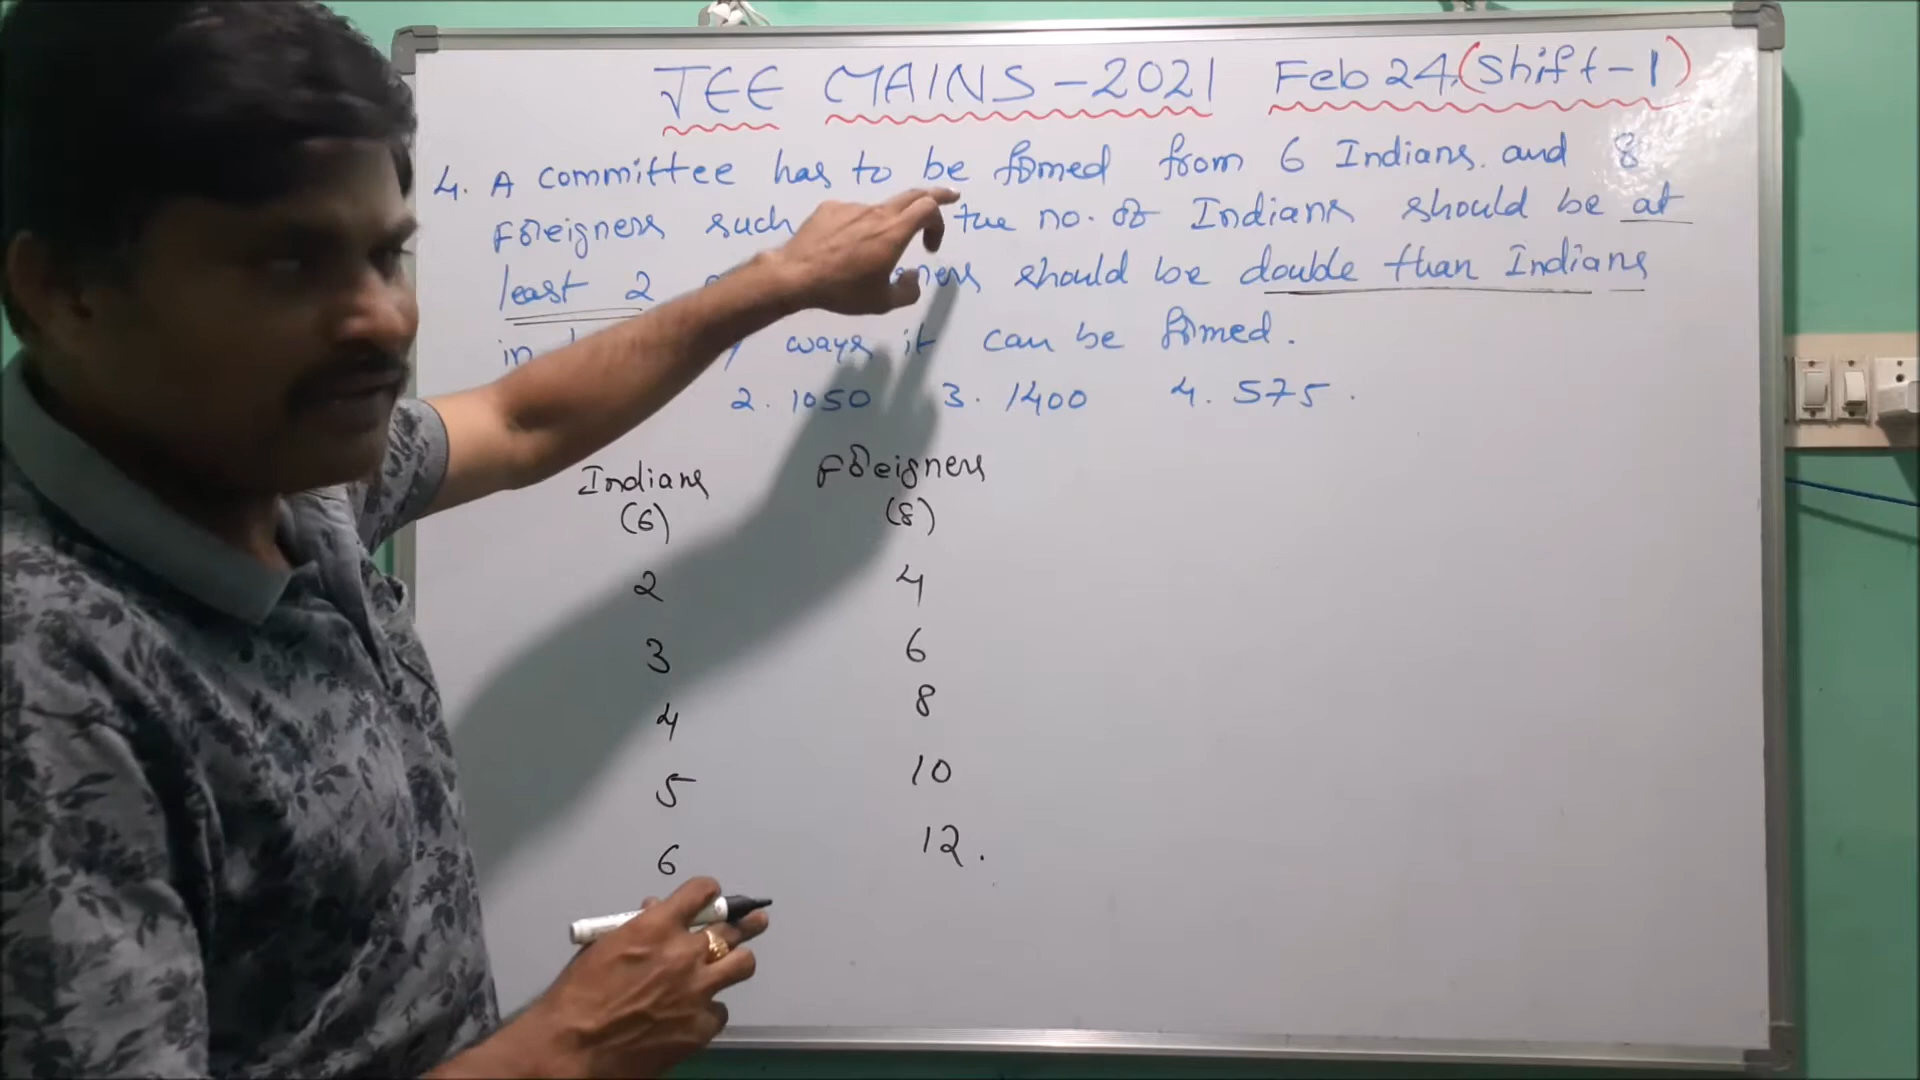 JEE MAINS-2021 Feb 24 (Shift-1)
4. A committee has to be formed from 6 Indians and 8
Foreigners such the no. of Indians should be at
least 2 should be double than Indians
in ways it can be formed.
2. 1050 3. 1400 4. 575.
Indians Foreigners
(6) (8)
2 4
3 6
4 8
5 10
6 12.